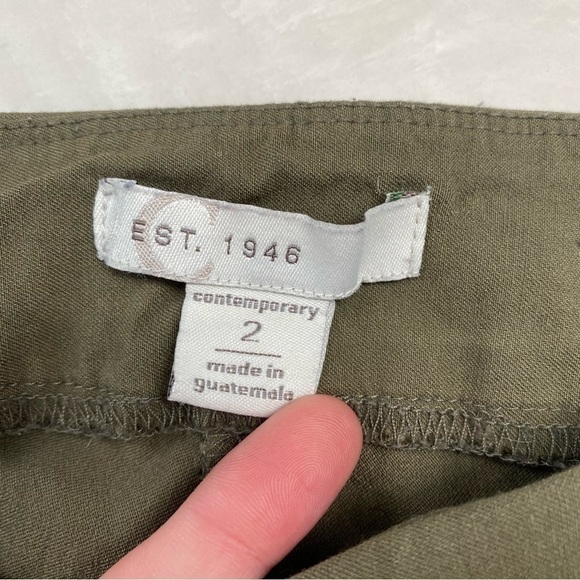 C
EST. 1946
contemporary
2
made in
guatemala